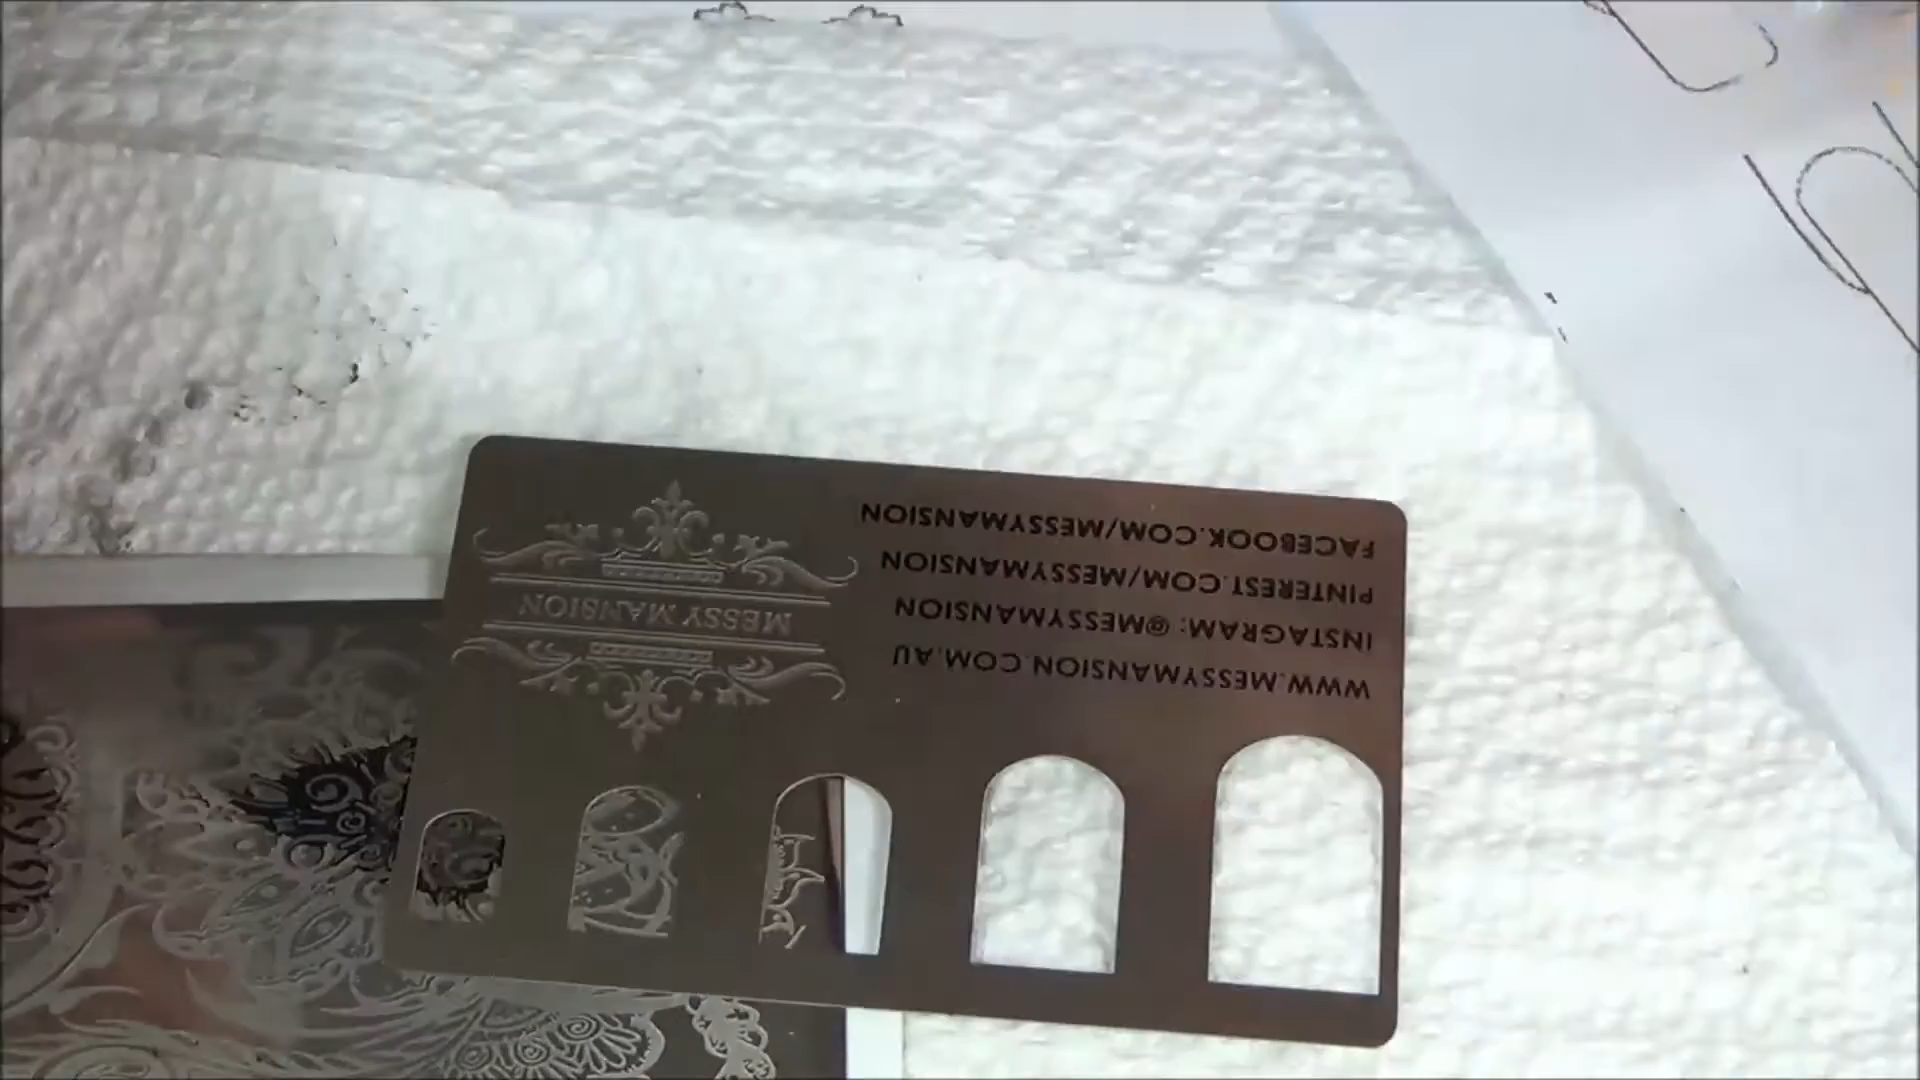 WWW.MESSYMANSION.COM.AU
INSTAGRAM: @MESSYMANSION
PINTEREST.COM/MESSYMANSION
FACEBOOK.COM/MESSYMANSION
MESSY MANSION